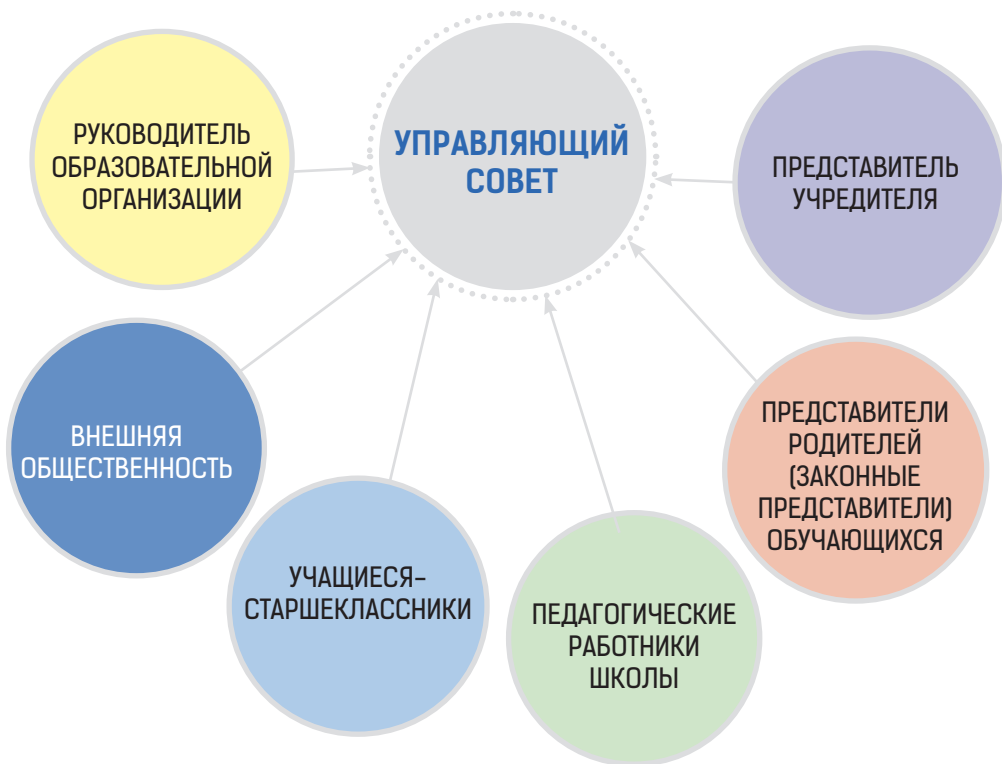 РУКОВОДИТЕЛЬ
ОБРАЗОВАТЕЛЬНОЙ
ОРГАНИЗАЦИИ
УПРАВЛЯЮЩИЙ
СОВЕТ
ПРЕДСТАВИТЕЛЬ
УЧРЕДИТЕЛЯ
ВНЕШНЯЯ
ОБЩЕСТВЕННОСТЬ
УЧАЩИЕСЯ-
СТАРШЕКЛАССНИКИ
ПЕДАГОГИЧЕСКИЕ
РАБОТНИКИ
ШКОЛЫ
ПРЕДСТАВИТЕЛИ
РОДИТЕЛЕЙ
(ЗАКОННЫЕ
ПРЕДСТАВИТЕЛИ)
ОБУЧАЮЩИХСЯ